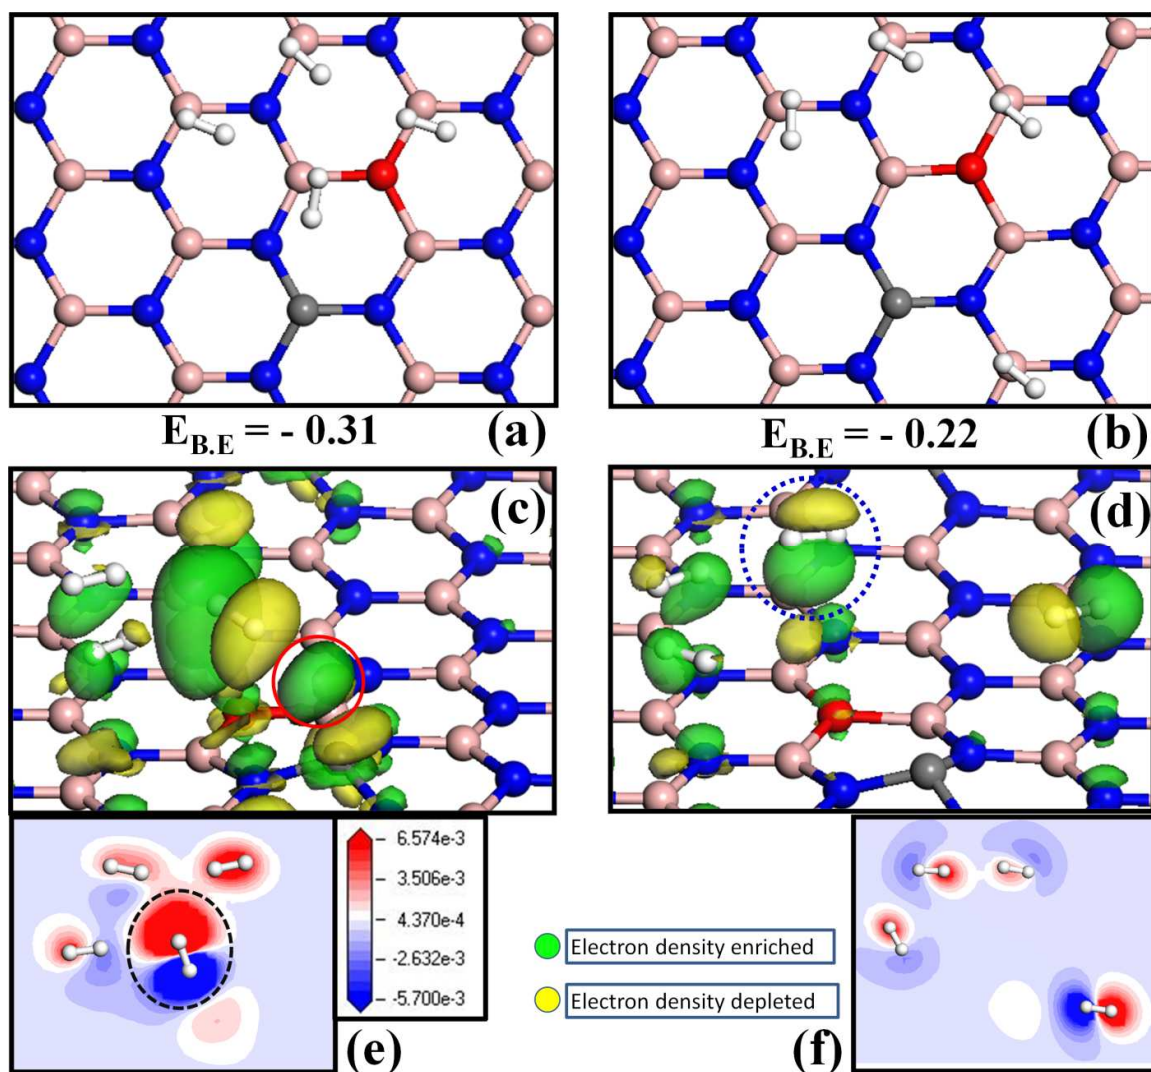 E_B.E = - 0.31 (a)
E_B.E = - 0.22 (b)
(c)
(d)
6.574e-3
3.506e-3
4.370e-4
-2.632e-3
-5.700e-3
(e)
Electron density enriched
Electron density depleted
(f)